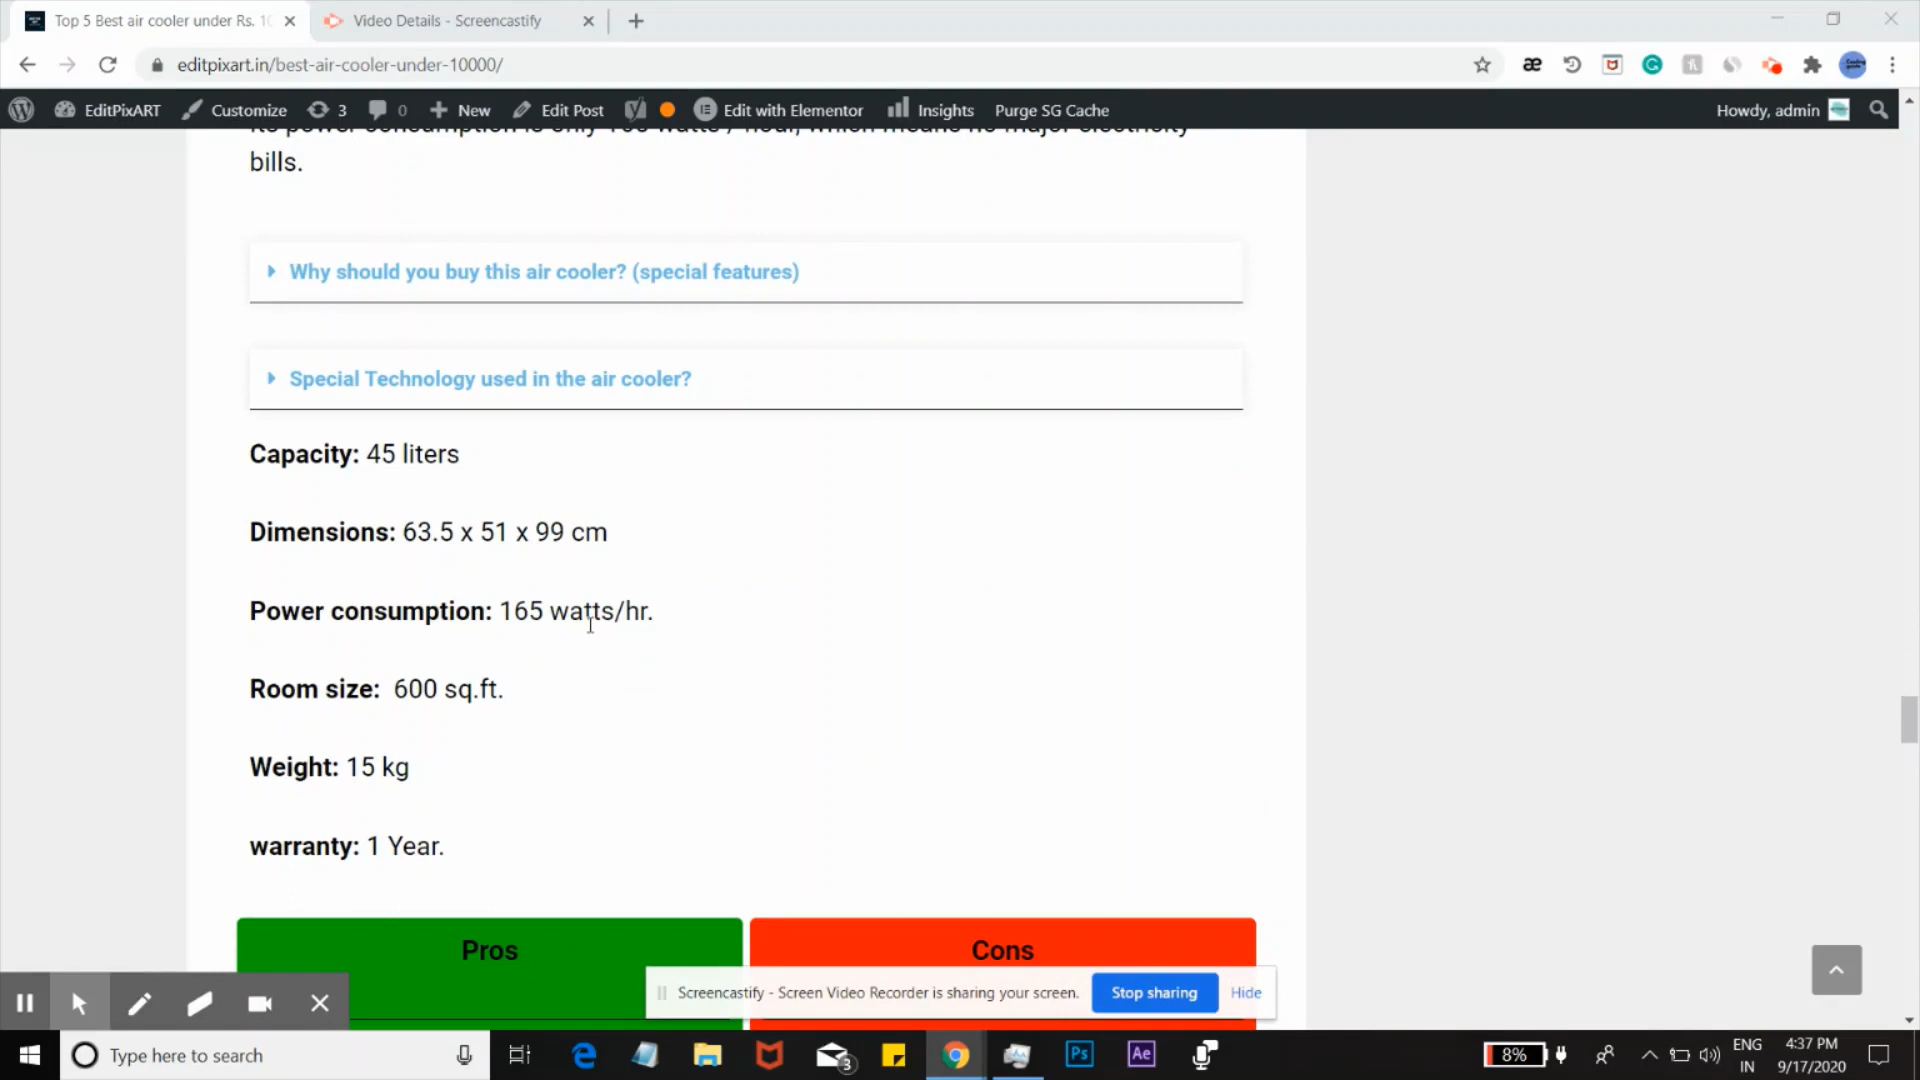 Top 5 Best air cooler under Rs. 10
Video Details - Screencastify
editpixart.in/best-air-cooler-under-10000/
EditPixART
Customize
3
0
New
Edit Post
Edit with Elementor
Insights
Purge SG Cache
Howdy, admin
bills.
Why should you buy this air cooler? (special features)
Special Technology used in the air cooler?
Capacity: 45 liters
Dimensions: 63.5 x 51 x 99 cm
Power consumption: 165 watts/hr.
Room size: 600 sq.ft.
Weight: 15 kg
warranty: 1 Year.
Pros
Cons
Screencastify - Screen Video Recorder is sharing your screen.
Stop sharing
Hide
Type here to search
3
Ps
Ae
8%
ENG
IN
4:37 PM
9/17/2020